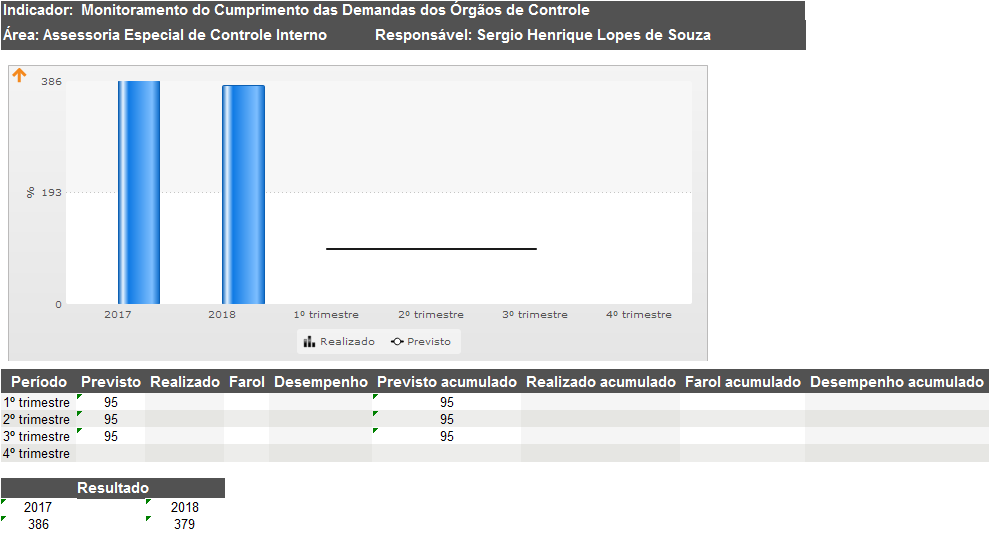 Indicador: Monitoramento do Cumprimento das Demandas dos Órgãos de Controle
Área: Assessoria Especial de Controle Interno Responsável: Sergio Henrique Lopes de Souza
386
% 193
0
2017 2018 1º trimestre 2º trimestre 3º trimestre 4º trimestre
Realizado Previsto
Período Previsto Realizado Farol Desempenho Previsto acumulado Realizado acumulado Farol acumulado Desempenho acumulado
1º trimestre 95 95
2º trimestre 95 95
3º trimestre 95 95
4º trimestre
Resultado
2017 2018
386 379